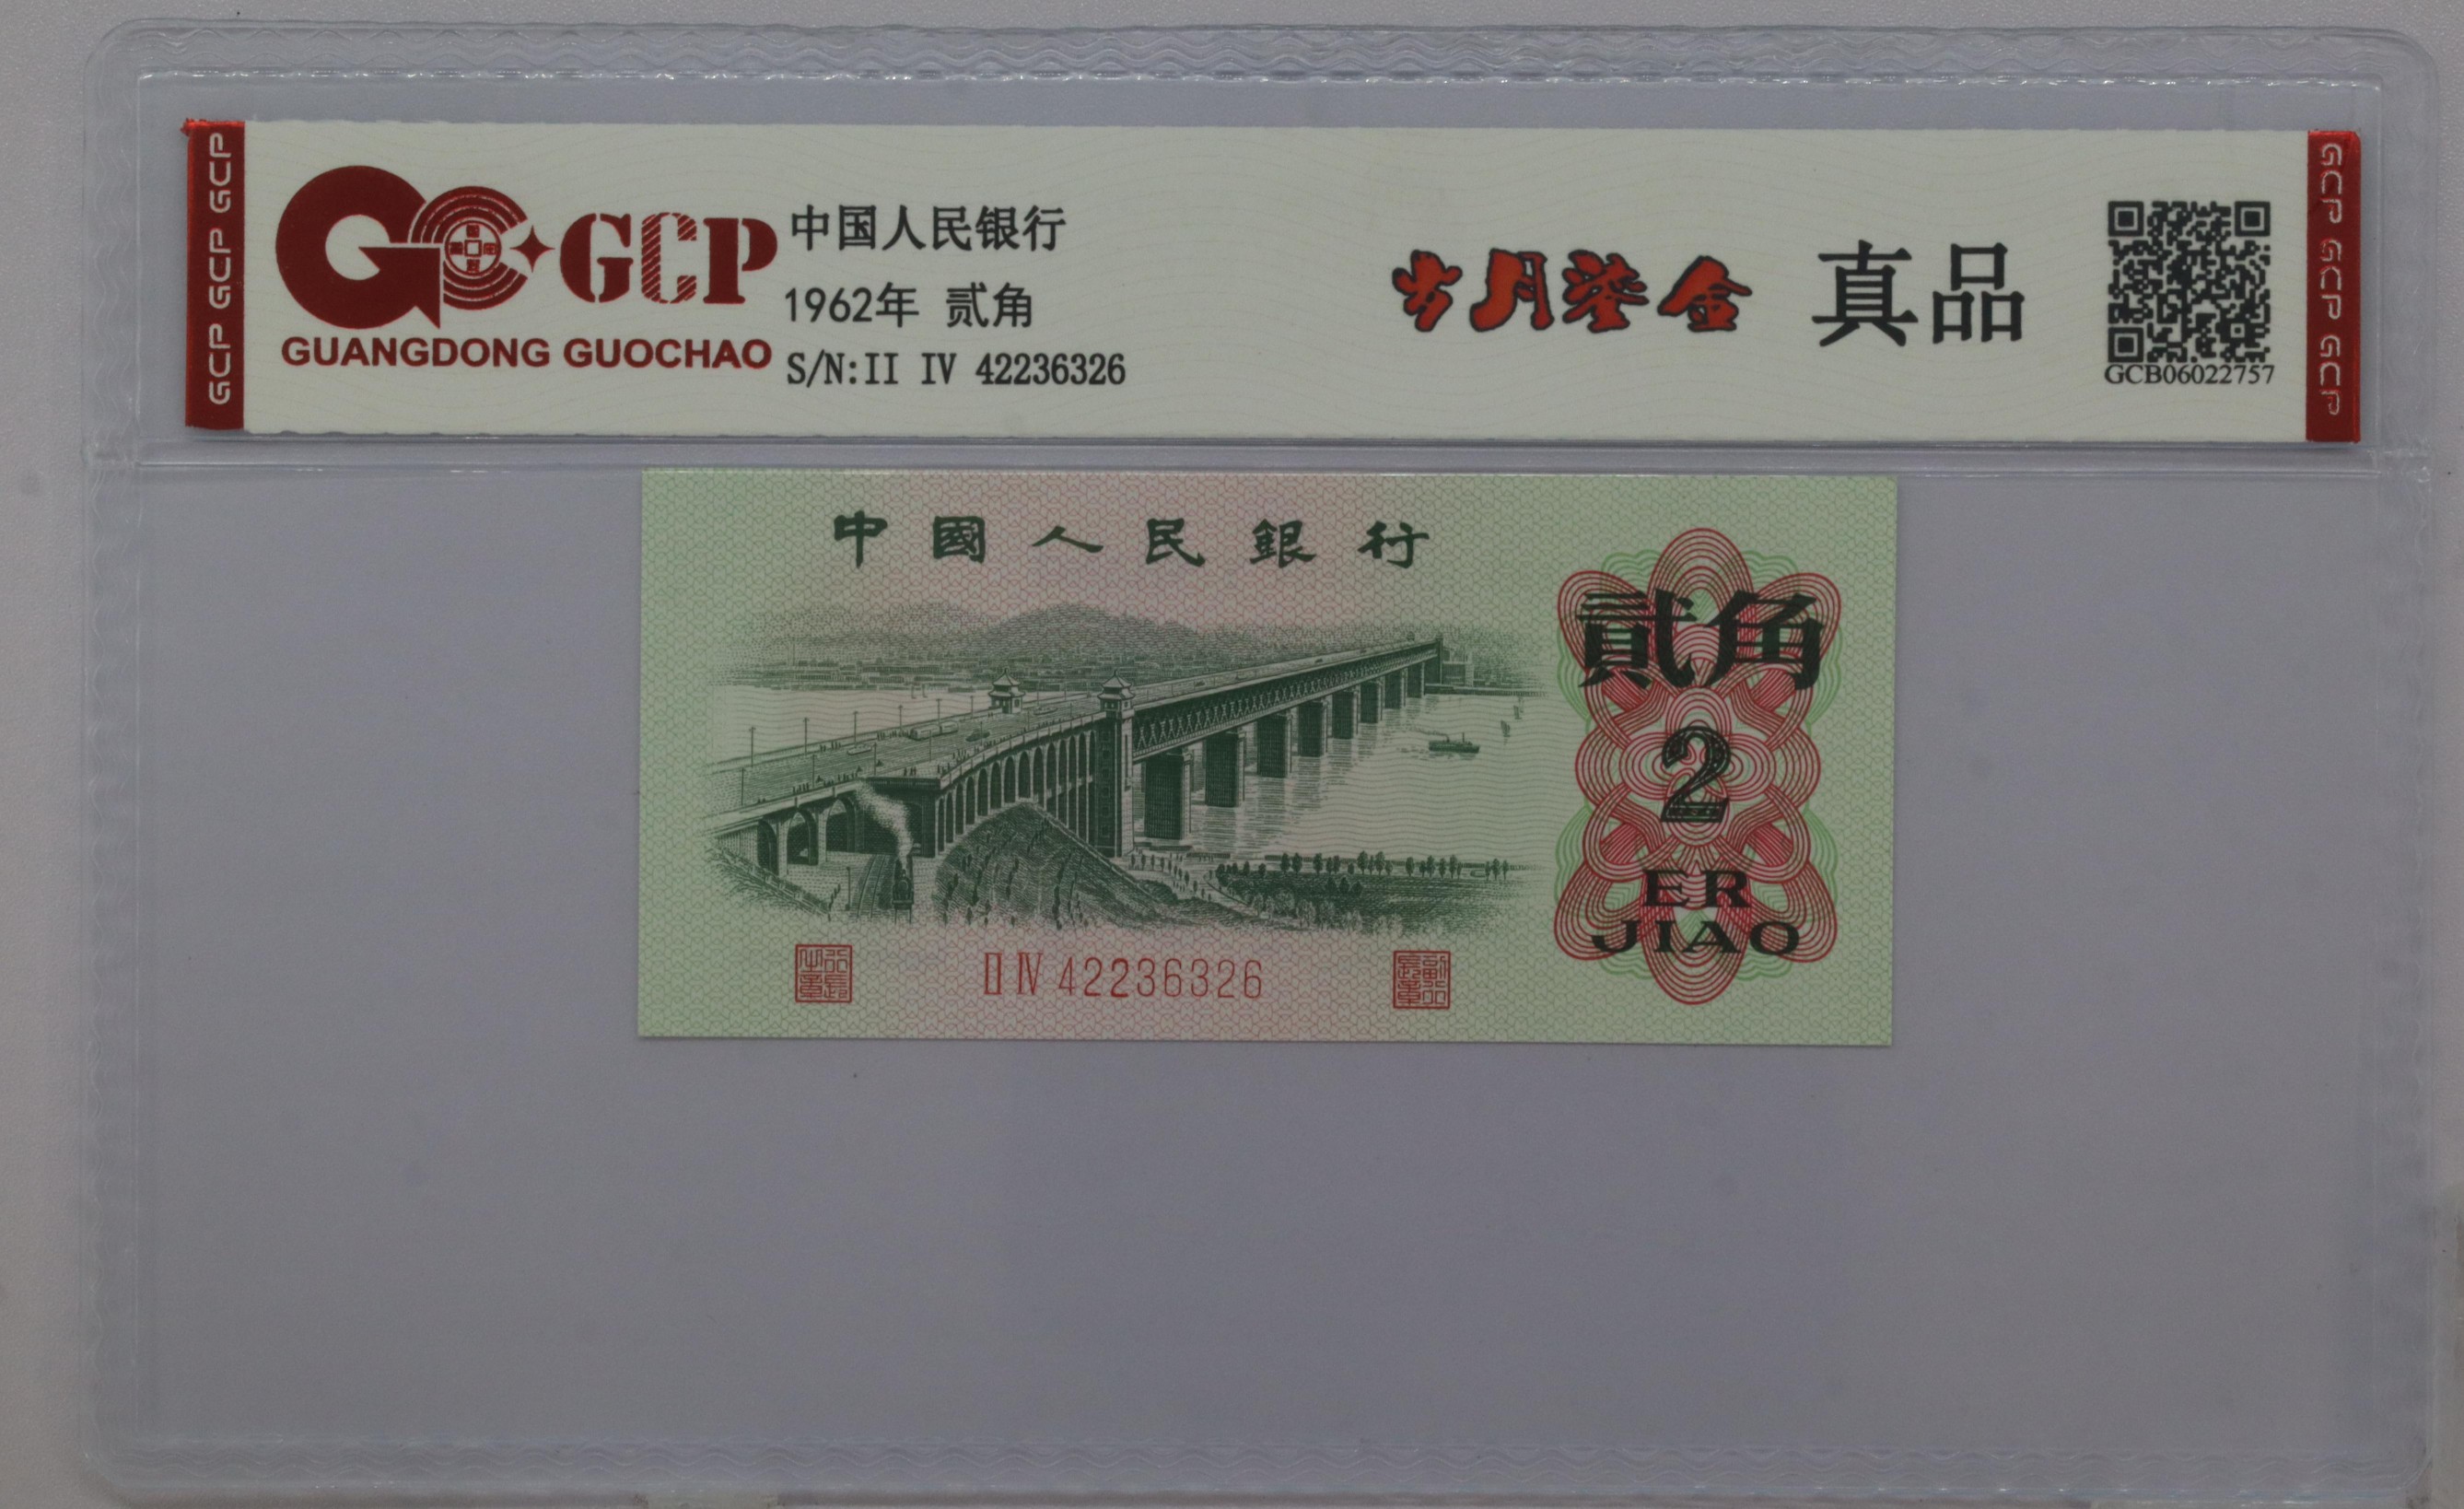 GCP GCP GCP
GCP
GUANGDONG GUOCHAO
中国人民银行
1962年 贰角
S/N:II IV 42236326
岁月鎏金 真品
GCB06022757
GCP GCP GCP
中國人民銀行
貳角
2
ER
JIAO
II IV 42236326